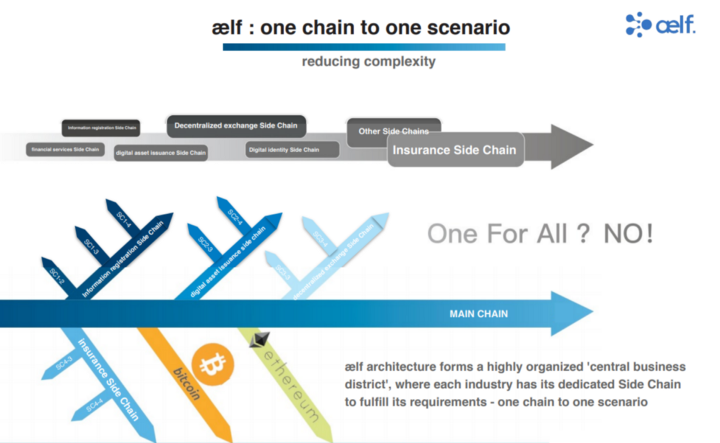 ælf : one chain to one scenario
ælf.
reducing complexity
Information registration Side Chain
Decentralized exchange Side Chain
Other Side Chains
financial services Side Chain
digital asset issuance Side Chain
Digital identity Side Chain
Insurance Side Chain
SC1-4
SC1-3
SC1-2
Information registration Side Chain
SC2-4
SC2-3
digital asset issuance side chain
exchange Side Chain
One For All ? NO!
MAIN CHAIN
SC4-3
SC4-4
Insurance Side Chain
bitcoin
ethereum
ælf architecture forms a highly organized 'central business
district', where each industry has its dedicated Side Chain
to fulfill its requirements - one chain to one scenario